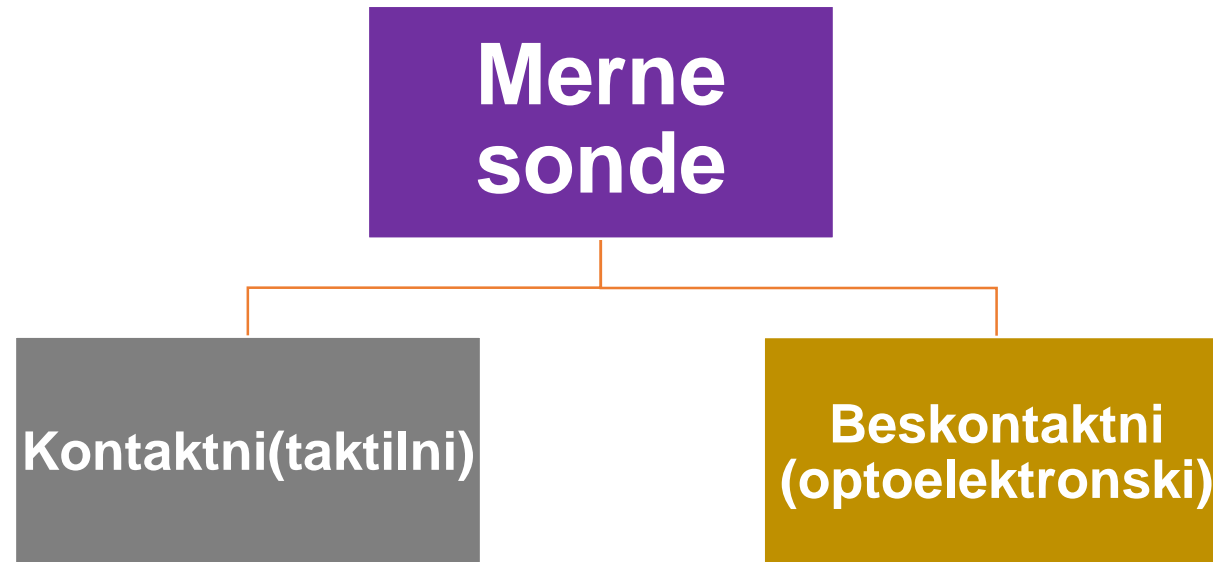 Merne
sonde
Kontaktni(taktilni)
Beskontaktni
(optoelektronski)